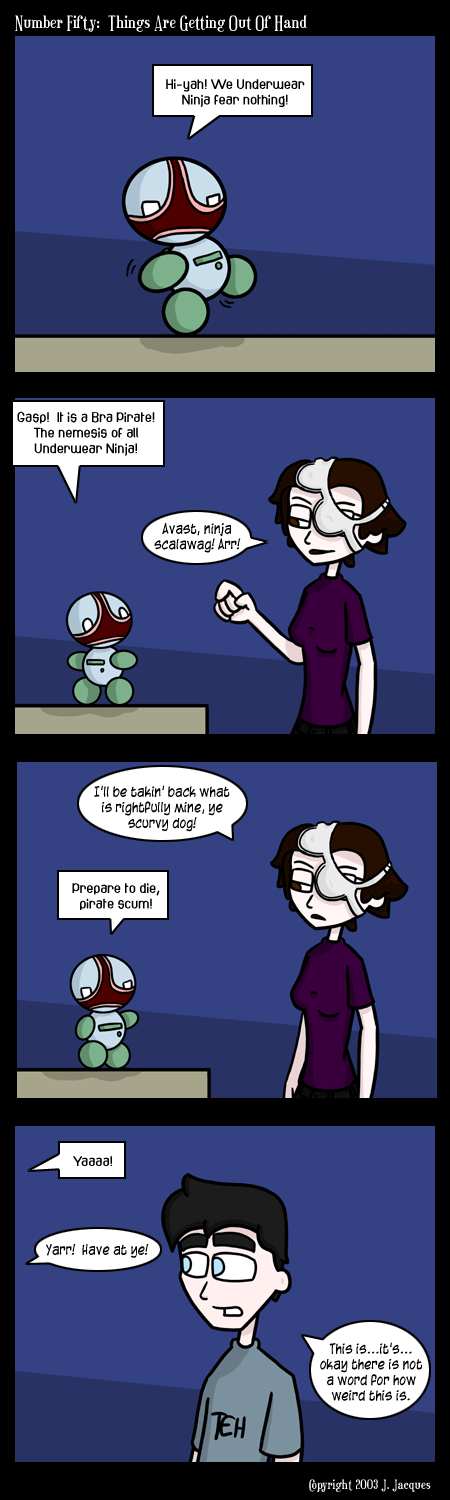 Number Fifty: Things Are Getting Out Of Hand
Hi-yah! We Underwear
Ninja fear nothing!
Gasp! It is a Bra Pirate!
The nemesis of all
Underwear Ninja!
Avast, ninja
scalawag! Arr!
I'll be takin' back what
is rightfully mine, ye
scurvy dog!
Prepare to die,
pirate scum!
Yaaaa!
Yarr! Have at ye!
This is...it's...
okay there is not
a word for how
weird this is.
TEH
Copyright 2003 J. Jacques